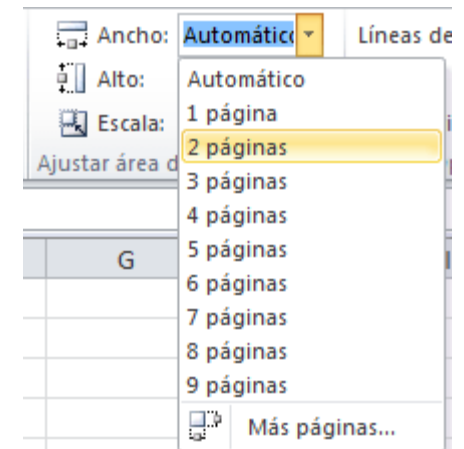 Ancho: Automático Líneas de
Alto: Automático
1 página
Escala: 2 páginas
Ajustar área d 3 páginas
4 páginas
G 5 páginas
6 páginas
7 páginas
8 páginas
9 páginas
Más páginas...